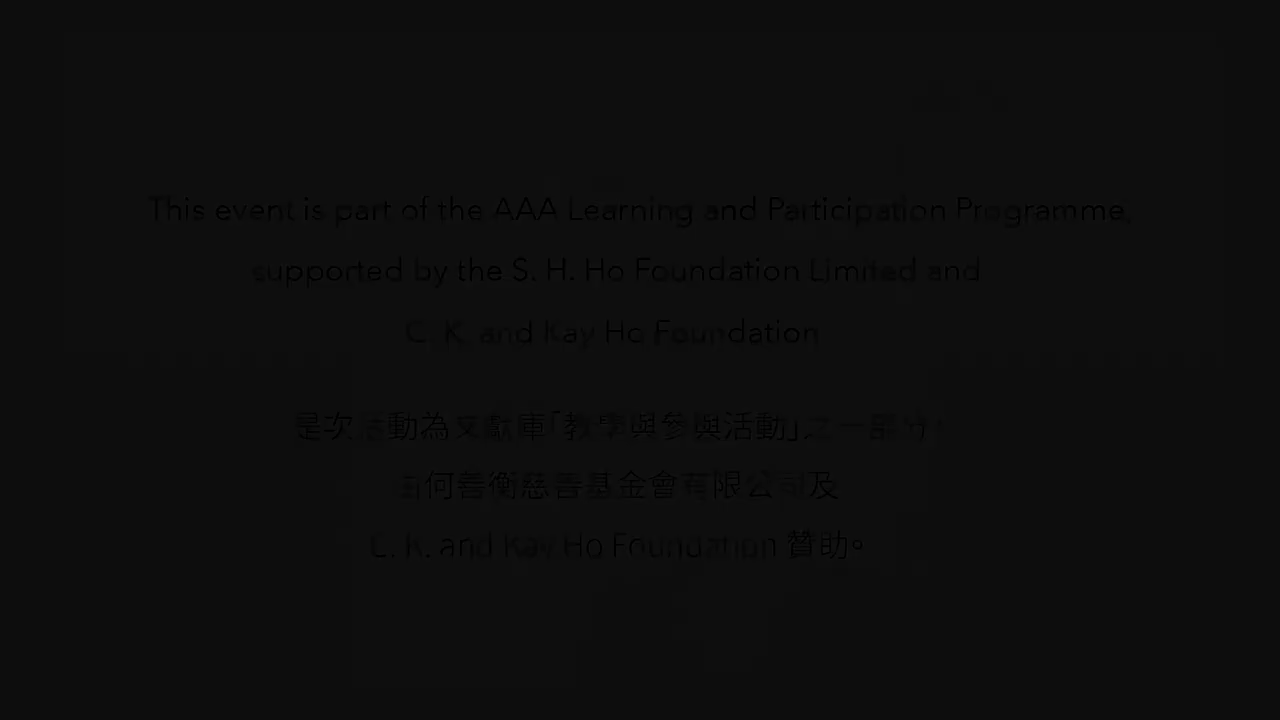 This event is part of the AAA Learning and Participation Programme,
supported by the S. H. Ho Foundation Limited and
C. K. and Kay Ho Foundation
是次活動為文獻庫「教學與參與活動」之一部分,
由何善衡慈善基金會有限公司及
C. K. and Kay Ho Foundation 贊助。